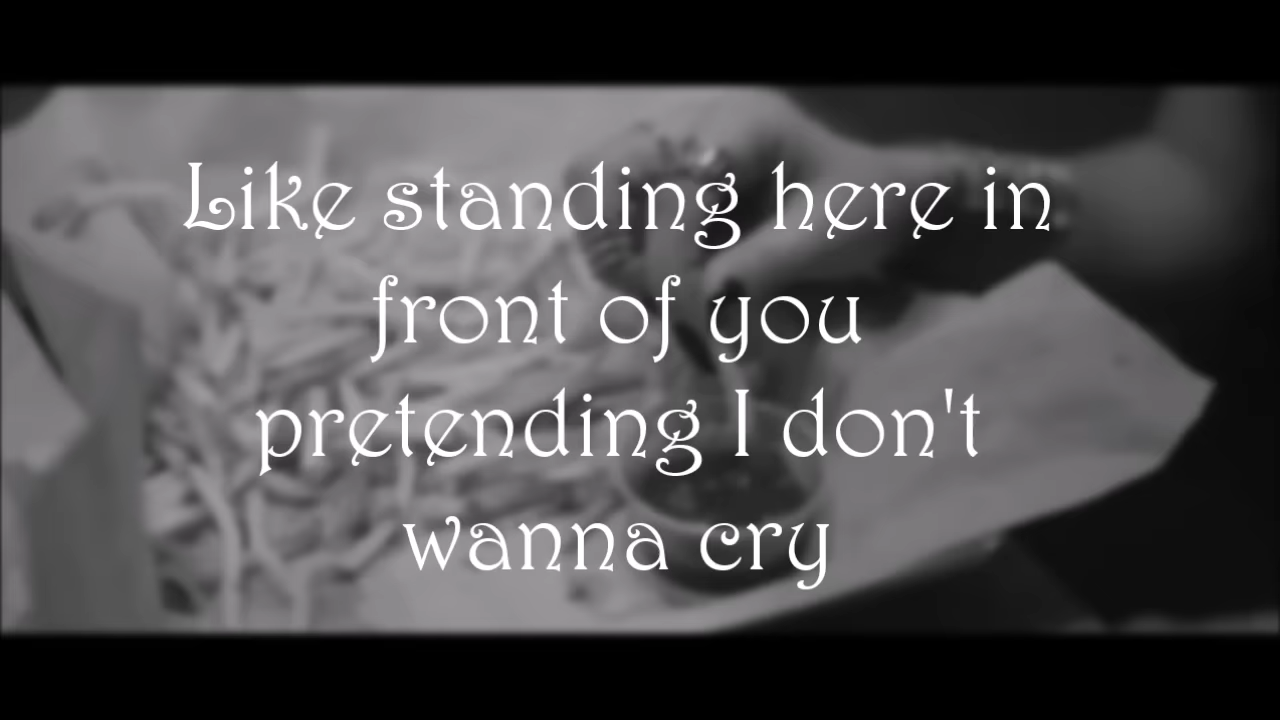 Like standing here in
front of you
pretending I don't
wanna cry